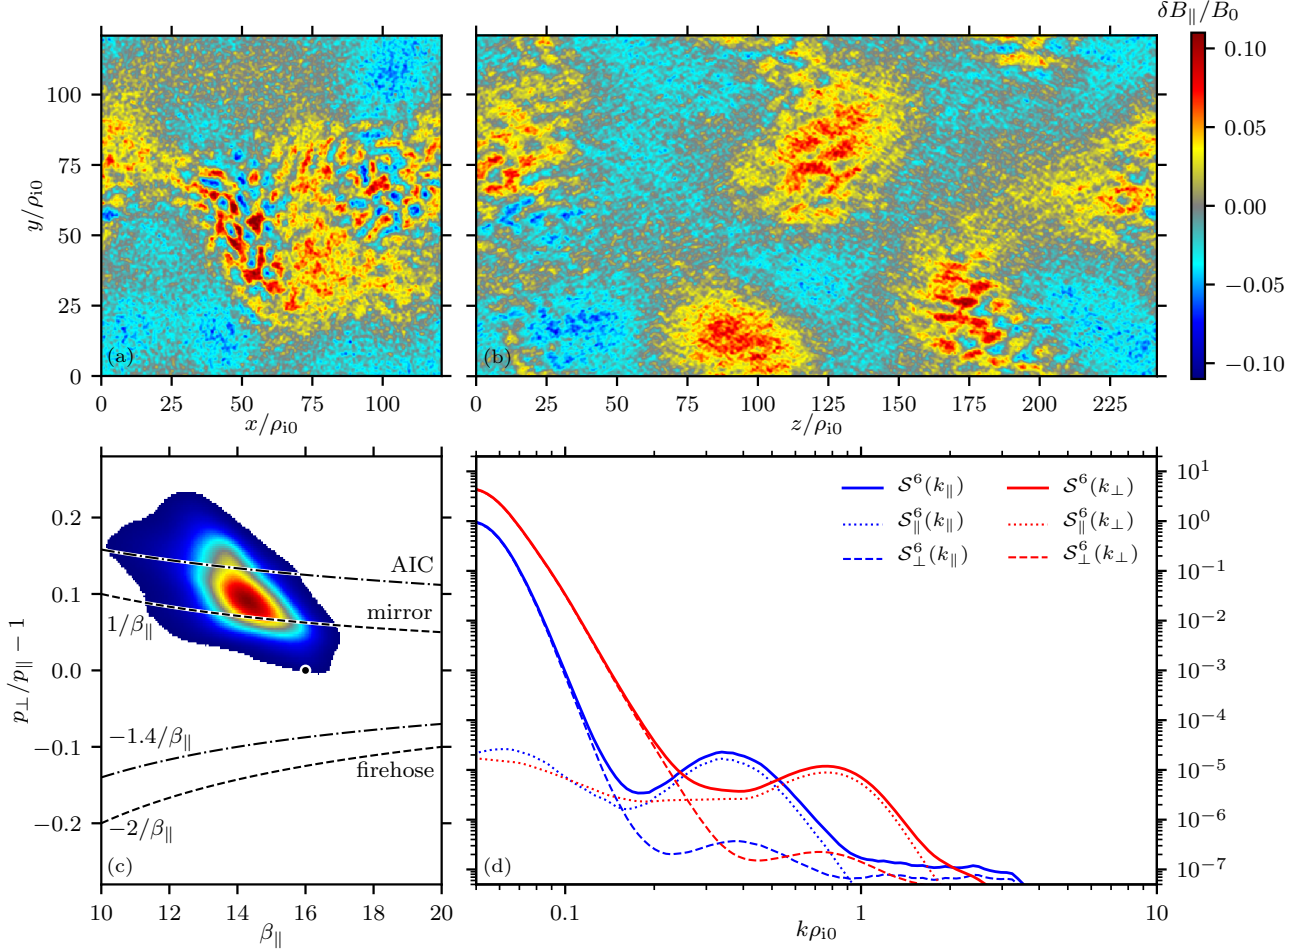 δB∥/B0
0.10
0.05
0.00
−0.05
−0.10
y/ρi0
100
75
50
25
0
(a)
(b)
0 25 50 75 100
x/ρi0
0 25 50 75 100 125 150 175 200 225
z/ρi0
p⊥/p∥ − 1
0.2
0.1
0.0
−0.1
−0.2
AIC
mirror
1/β∥
−1.4/β∥
firehose
−2/β∥
(c)
10 12 14 16 18 20
β∥
S⁶(k∥) S⁶(k⊥)
S⁶∥(k∥) S⁶∥(k⊥)
S⁶⊥(k∥) S⁶⊥(k⊥)
10¹
10⁰
10⁻¹
10⁻²
10⁻³
10⁻⁴
10⁻⁵
10⁻⁶
10⁻⁷
(d)
0.1 1 10
kρi0